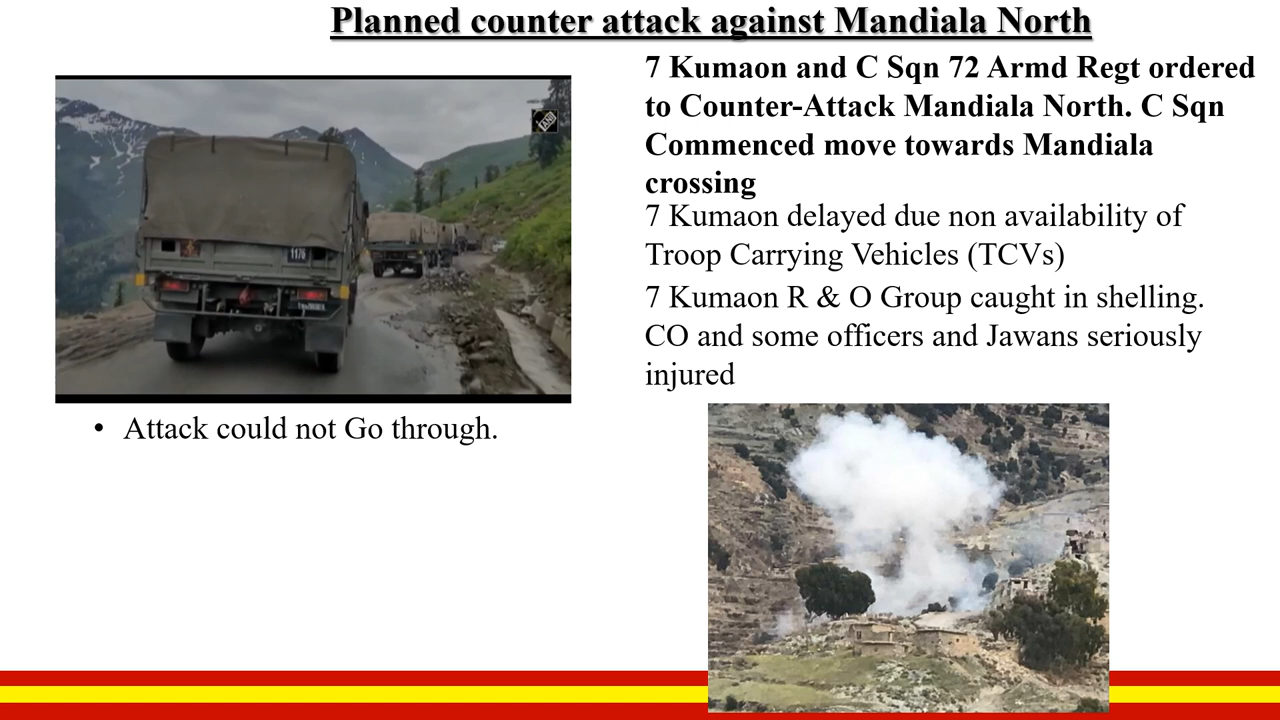 Planned counter attack against Mandiala North
7 Kumaon and C Sqn 72 Armd Regt ordered
to Counter-Attack Mandiala North. C Sqn
Commenced move towards Mandiala
crossing
7 Kumaon delayed due non availability of
Troop Carrying Vehicles (TCVs)
7 Kumaon R & O Group caught in shelling.
CO and some officers and Jawans seriously
injured
1176
• Attack could not Go through.